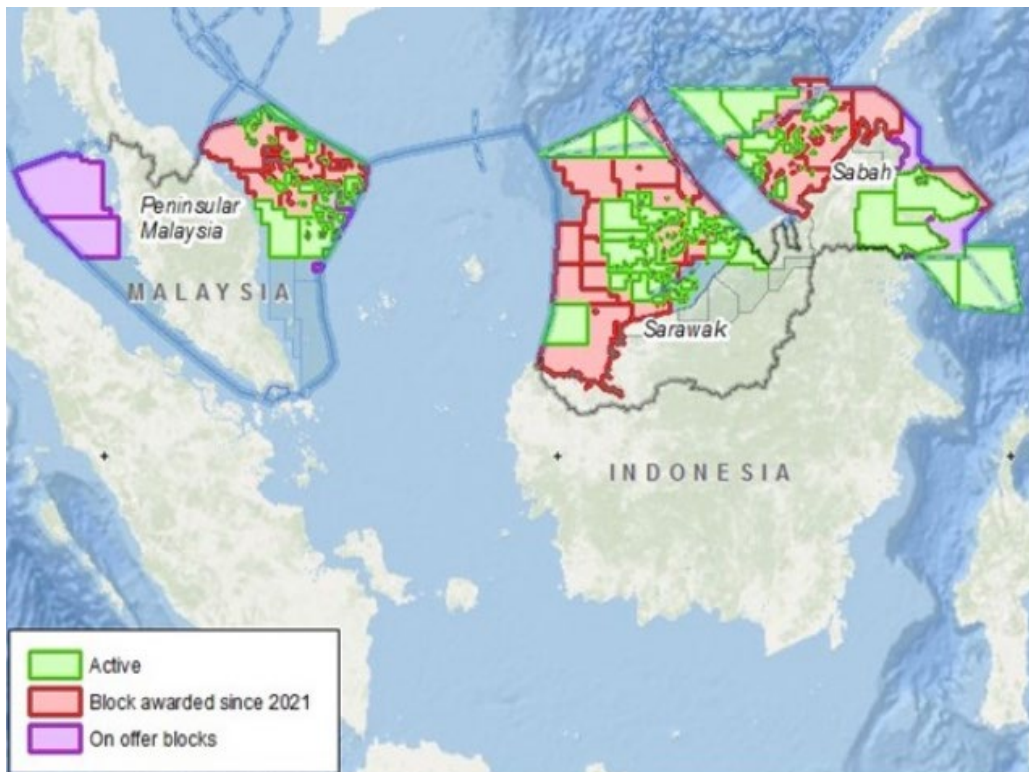 Sabah
Peninsular
Malaysia
MALAYSIA
Sarawak
INDONESIA
Active
Block awarded since 2021
On offer blocks